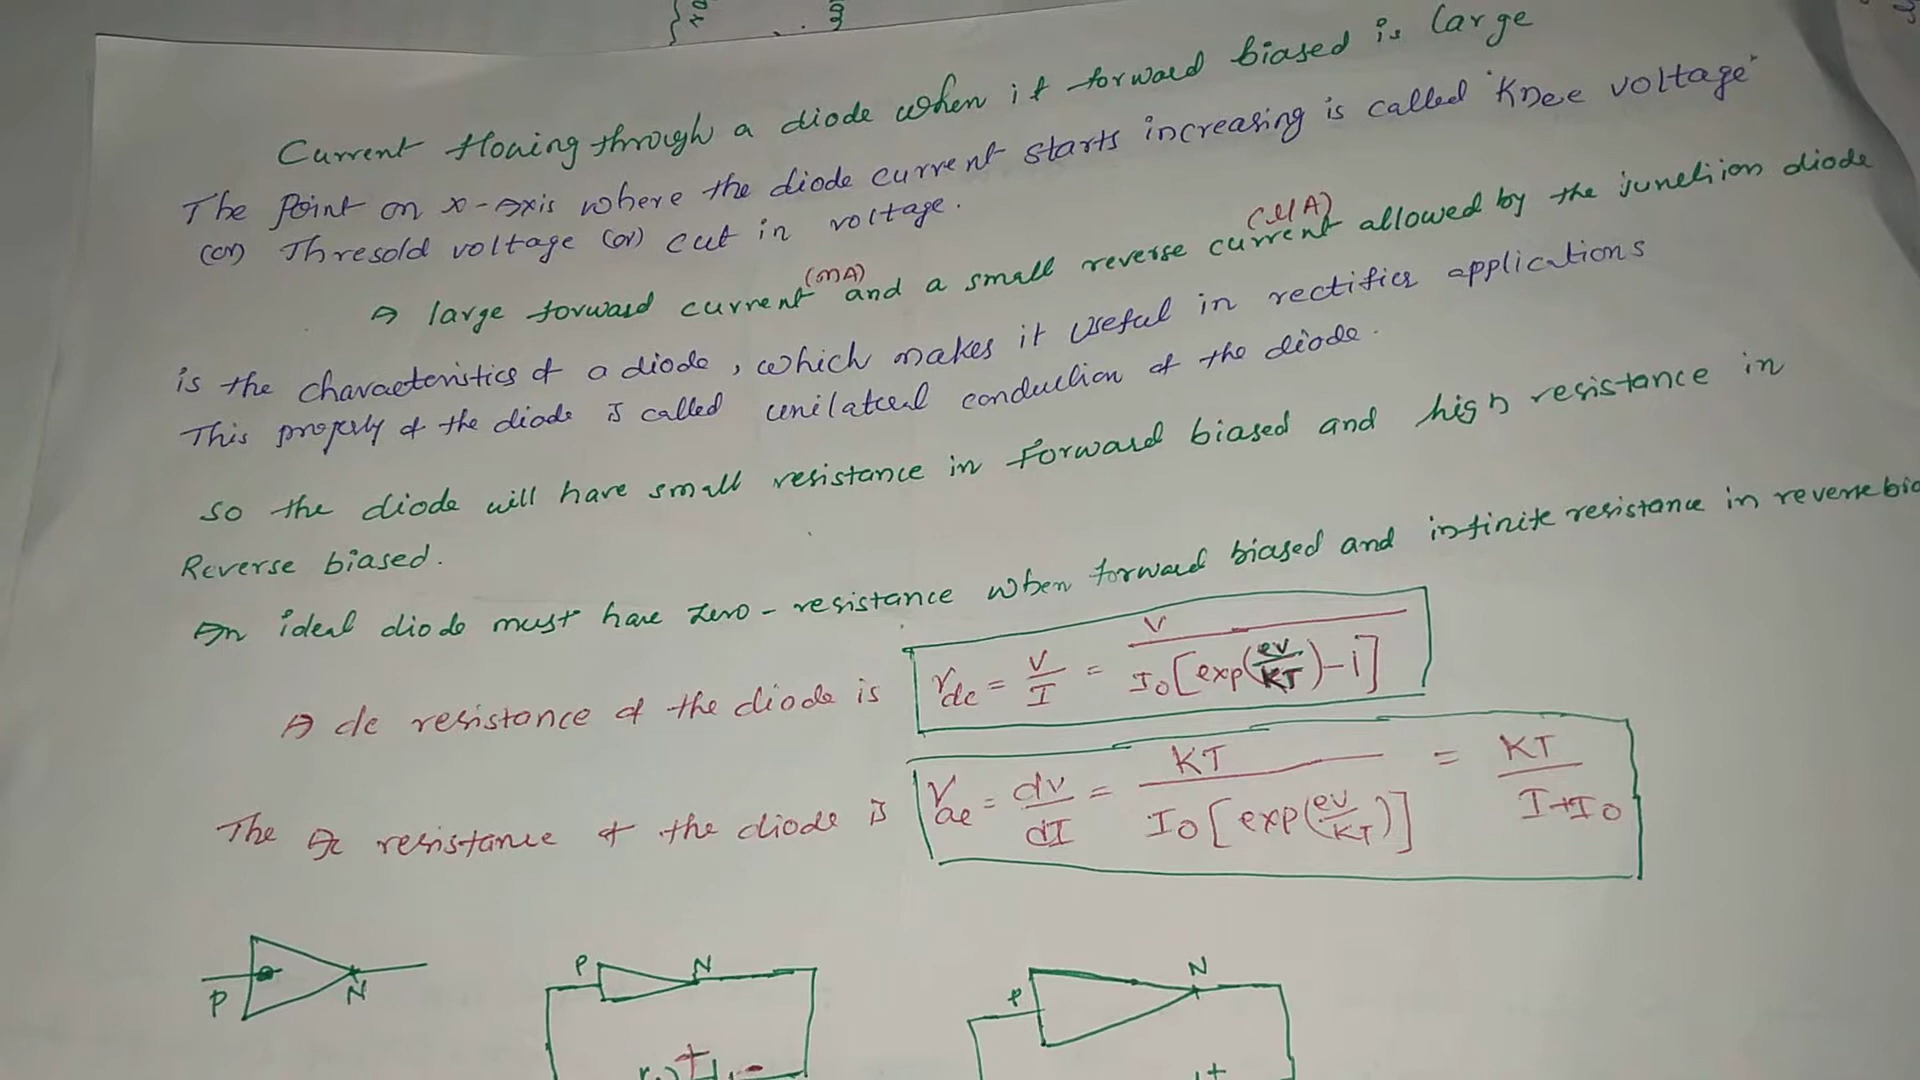 Current flowing through a diode when it forward biased is large
The Point on x-axis where the diode current starts increasing is called "Knee voltage"
(or) Thresold voltage (or) cut in voltage.
(mA) (μA)
⇒ large forward current and a small reverse current allowed by the junction diode
is the characteristics of a diode, which makes it useful in rectifier applications
This property of the diode is called unilateral conduction of the diode.
So the diode will have small resistance in forward biased and high resistance in
Reverse biased.
An ideal diode must have zero-resistance when forward biased and infinite resistance in reverse bia
⇒ dc resistance of the diode is r_dc = V/I = V/I₀[exp(eV/KT)-1]
The Ac resistance of the diode is r_ac = dv/dI = KT/I₀[exp(eV/KT)] = KT/I+I₀
P N
P N
P N
+ -
+